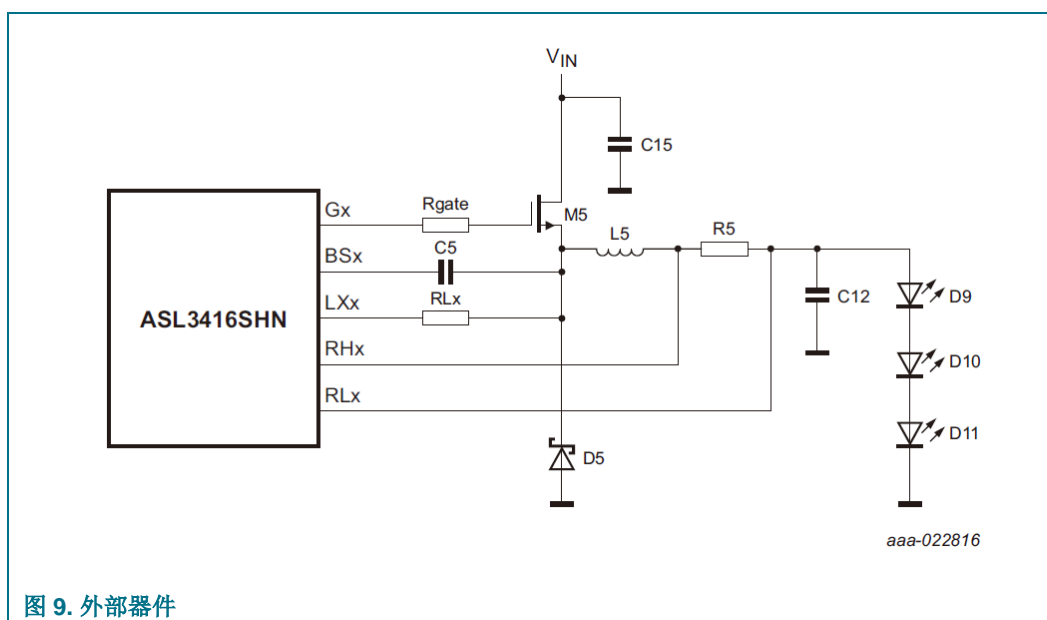 VIN
C15
Rgate
M5
Gx
L5
R5
C5
BSx
C12
D9
RLx
LXx
ASL3416SHN
RHx
D10
RLx
D11
D5
aaa-022816
图 9. 外部器件